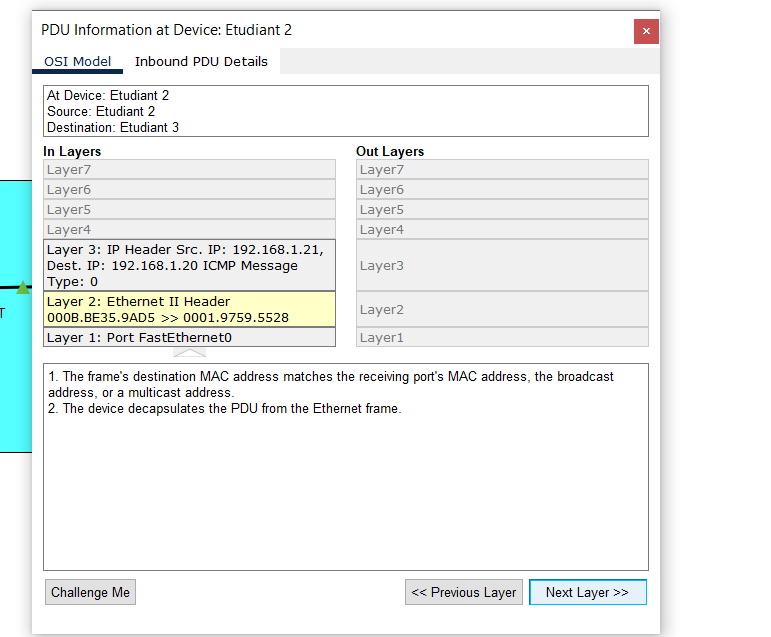 PDU Information at Device: Etudiant 2
×
OSI Model
Inbound PDU Details
At Device: Etudiant 2
Source: Etudiant 2
Destination: Etudiant 3
In Layers
Layer7
Layer6
Layer5
Layer4
Layer 3: IP Header Src. IP: 192.168.1.21,
Dest. IP: 192.168.1.20 ICMP Message
Type: 0
Layer 2: Ethernet II Header
000B.BE35.9AD5 >> 0001.9759.5528
Layer 1: Port FastEthernet0
Out Layers
Layer7
Layer6
Layer5
Layer4
Layer3
Layer2
Layer1
1. The frame's destination MAC address matches the receiving port's MAC address, the broadcast
address, or a multicast address.
2. The device decapsulates the PDU from the Ethernet frame.
Challenge Me
<< Previous Layer
Next Layer >>
T